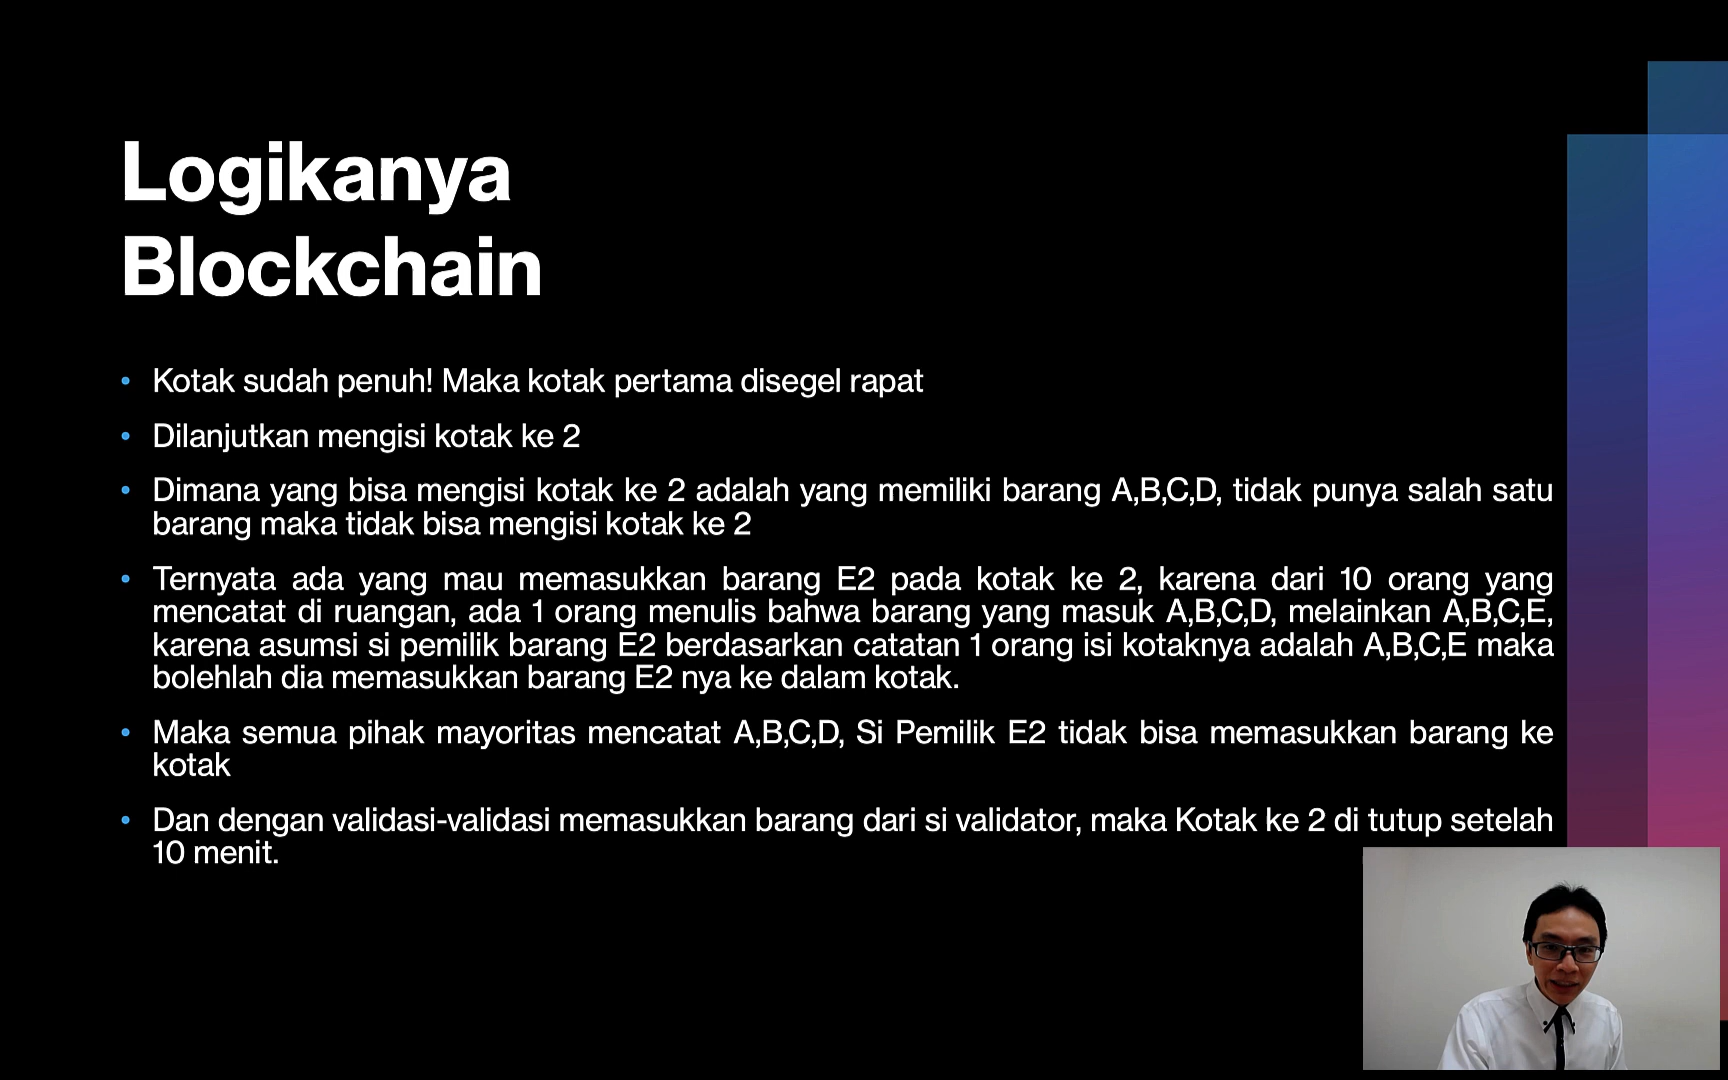 Logikanya
Blockchain
• Kotak sudah penuh! Maka kotak pertama disegel rapat
• Dilanjutkan mengisi kotak ke 2
• Dimana yang bisa mengisi kotak ke 2 adalah yang memiliki barang A,B,C,D, tidak punya salah satu
barang maka tidak bisa mengisi kotak ke 2
• Ternyata ada yang mau memasukkan barang E2 pada kotak ke 2, karena dari 10 orang yang
mencatat di ruangan, ada 1 orang menulis bahwa barang yang masuk A,B,C,D, melainkan A,B,C,E,
karena asumsi si pemilik barang E2 berdasarkan catatan 1 orang isi kotaknya adalah A,B,C,E maka
bolehlah dia memasukkan barang E2 nya ke dalam kotak.
• Maka semua pihak mayoritas mencatat A,B,C,D, Si Pemilik E2 tidak bisa memasukkan barang ke
kotak
• Dan dengan validasi-validasi memasukkan barang dari si validator, maka Kotak ke 2 di tutup setelah
10 menit.